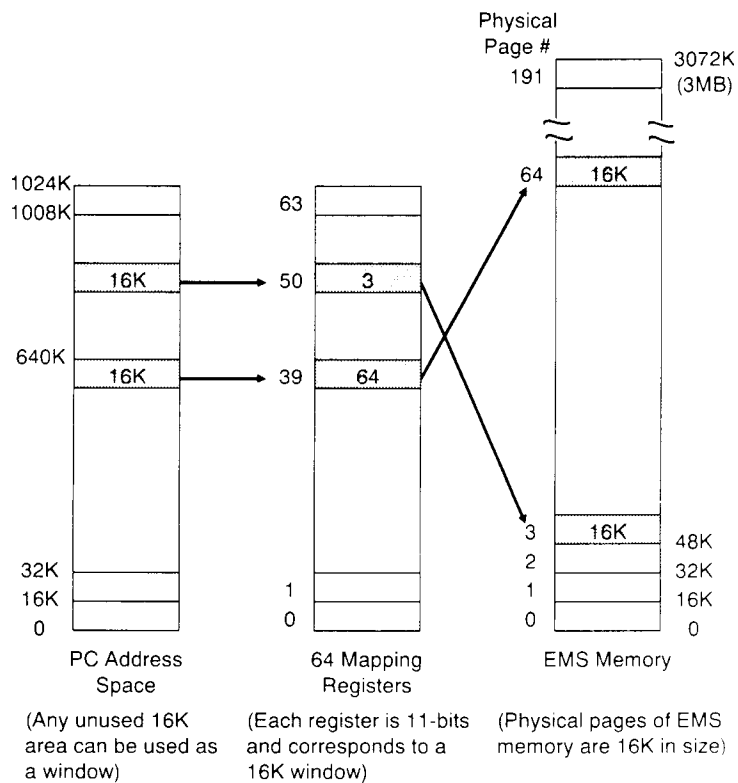 Physical
Page #
191
3072K
(3MB)
64
16K
1024K
1008K
63
16K
50
3
640K
16K
39
64
3
16K
48K
2
32K
32K
1
1
16K
16K
0
0
0
PC Address
Space
64 Mapping
Registers
EMS Memory
(Any unused 16K
area can be used as
a window)
(Each register is 11-bits
and corresponds to a
16K window)
(Physical pages of EMS
memory are 16K in size)